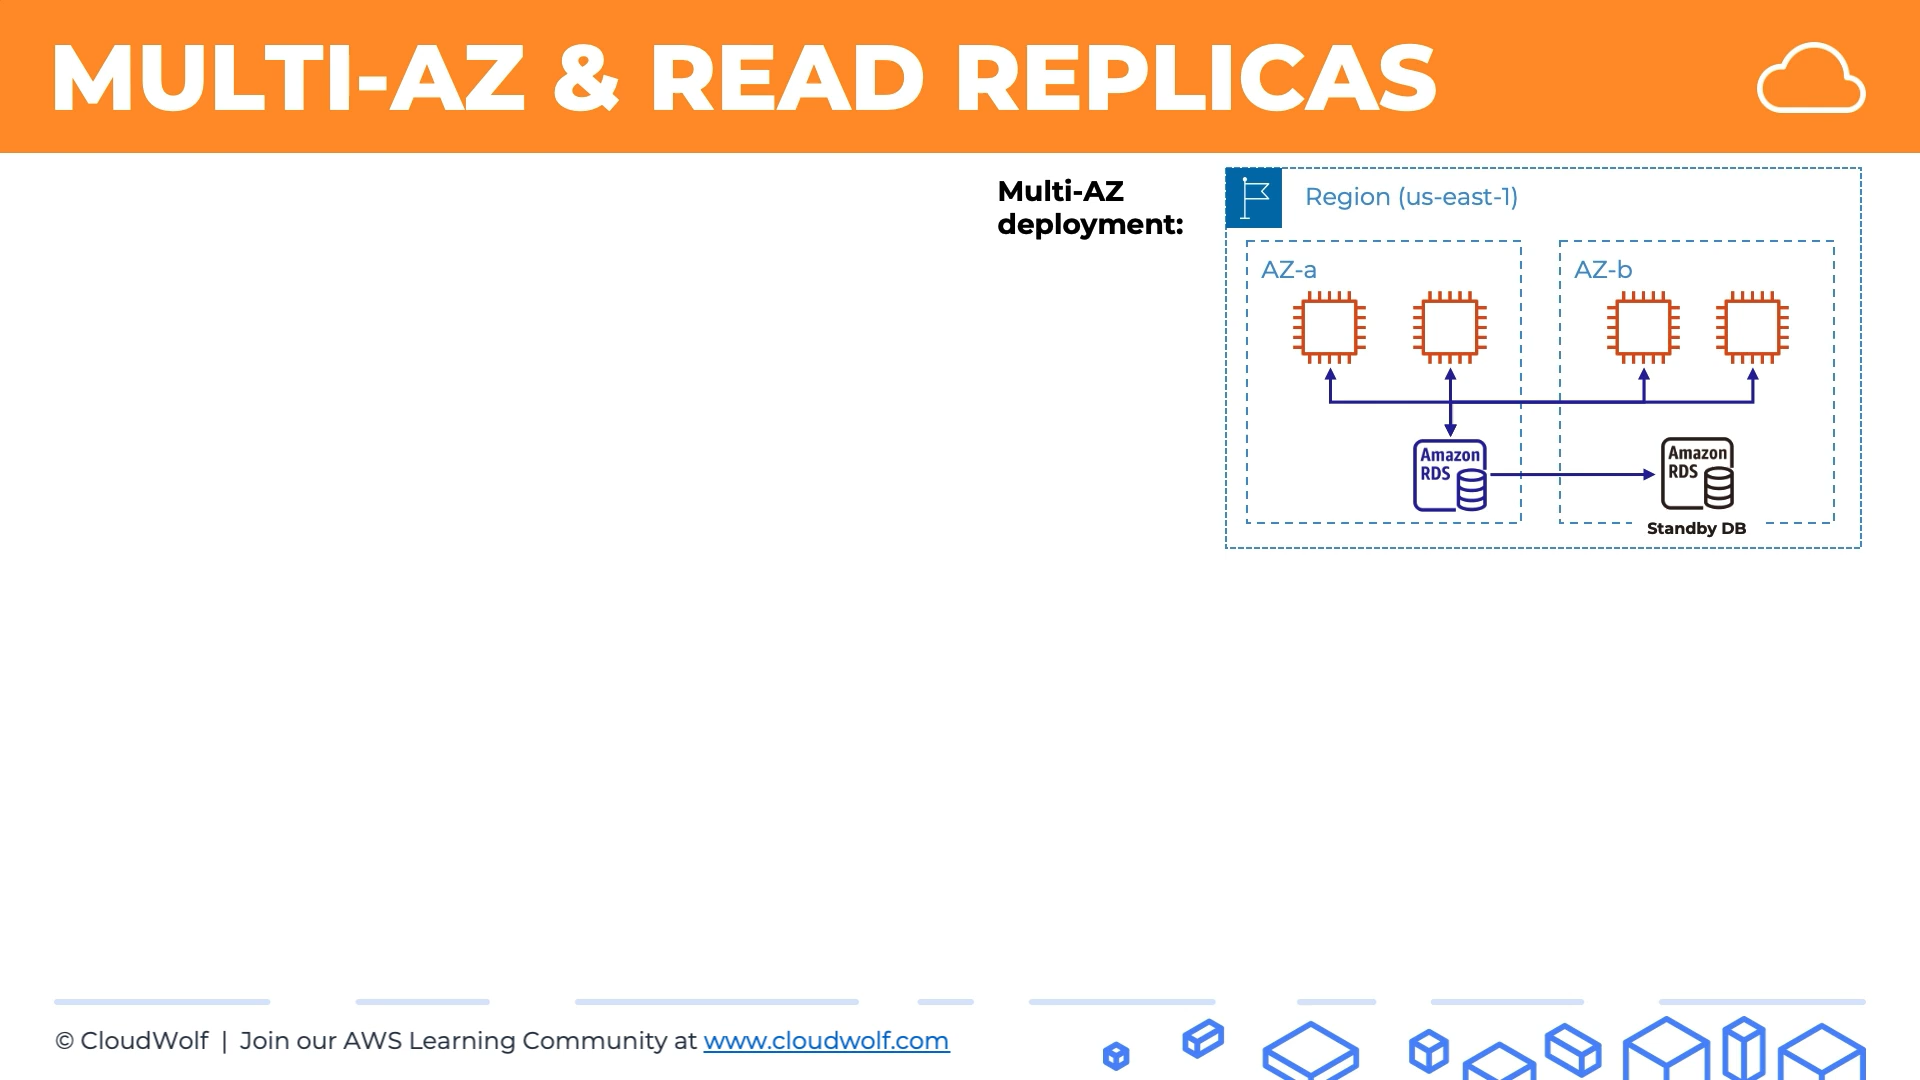 MULTI-AZ & READ REPLICAS
Multi-AZ
deployment:
Region (us-east-1)
AZ-a
AZ-b
Amazon
RDS
Amazon
RDS
Standby DB
© CloudWolf | Join our AWS Learning Community at www.cloudwolf.com